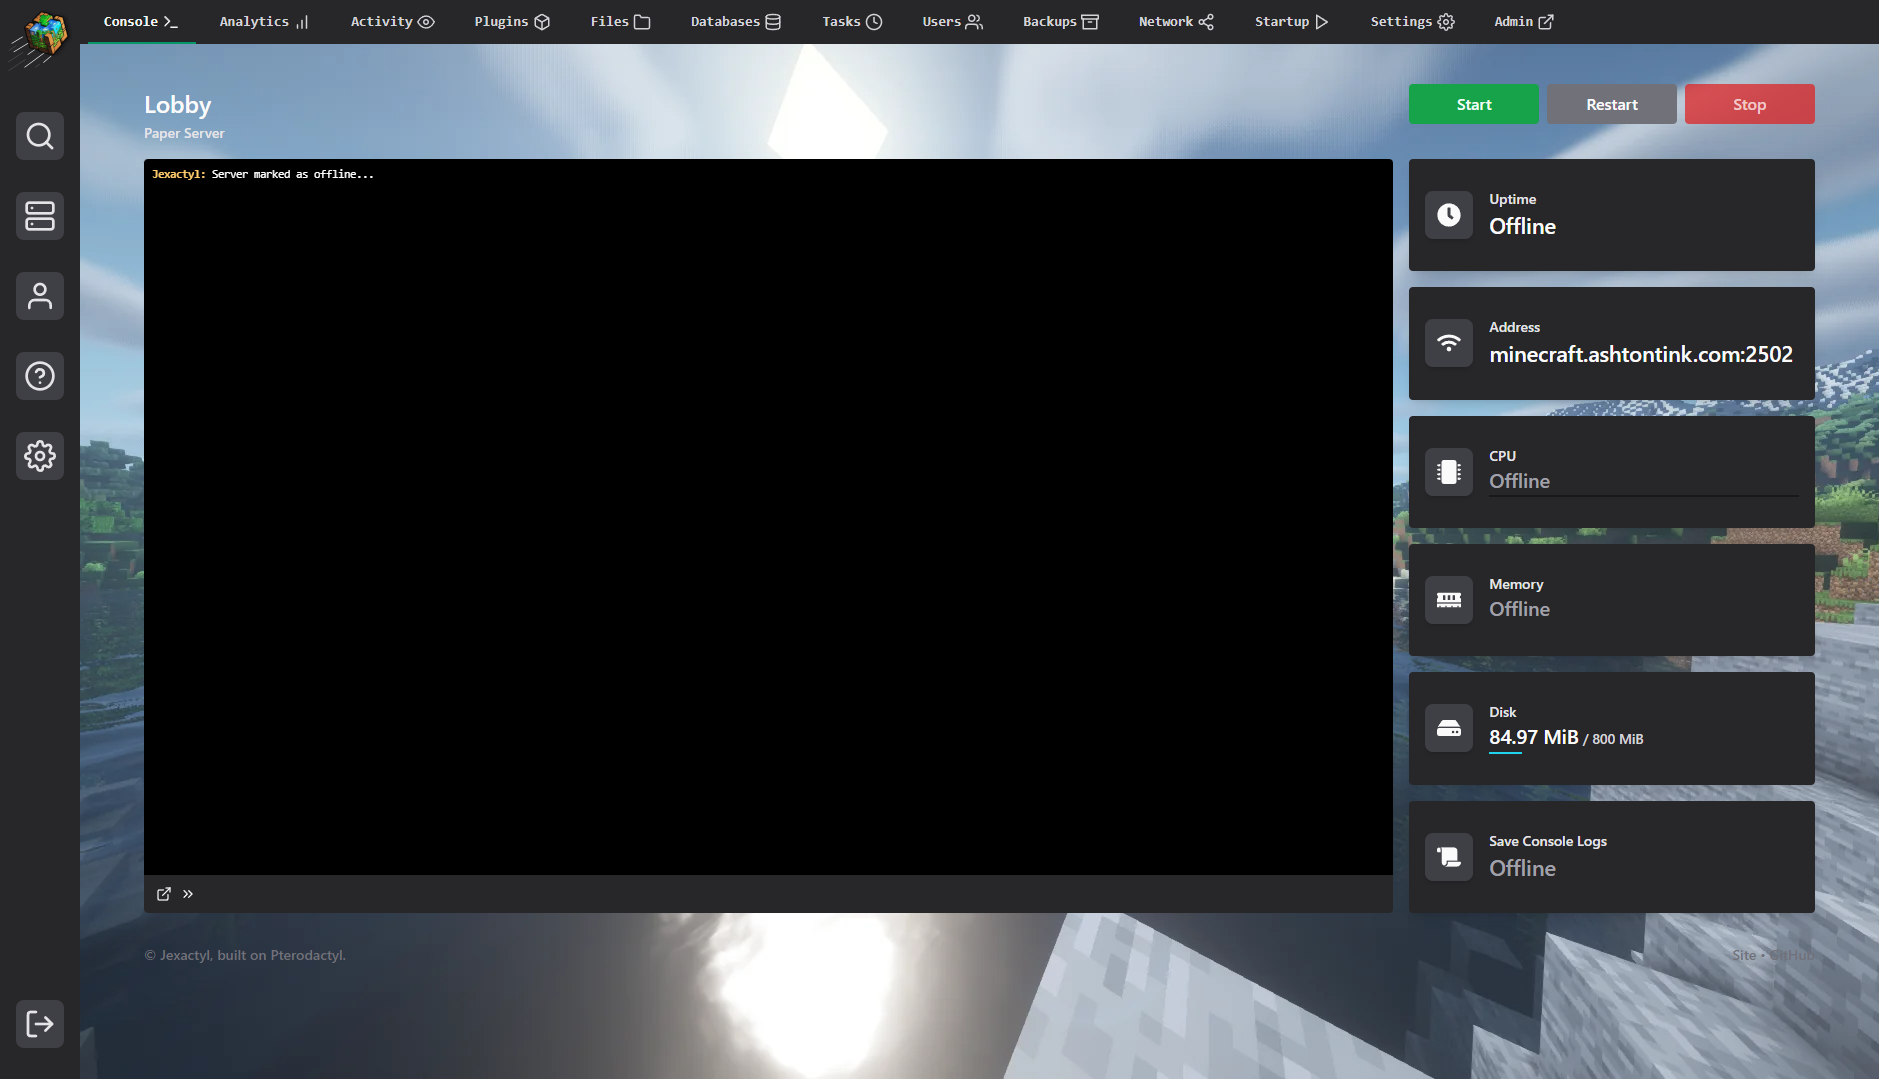 Console
Analytics
Activity
Plugins
Files
Databases
Tasks
Users
Backups
Network
Startup
Settings
Admin
Lobby
Paper Server
Start
Restart
Stop
Jexactyl: Server marked as offline...
Uptime
Offline
Address
minecraft.ashtontink.com:2502
CPU
Offline
Memory
Offline
Disk
84.97 MiB / 800 MiB
Save Console Logs
Offline
© Jexactyl, built on Pterodactyl.
Site • GitHub